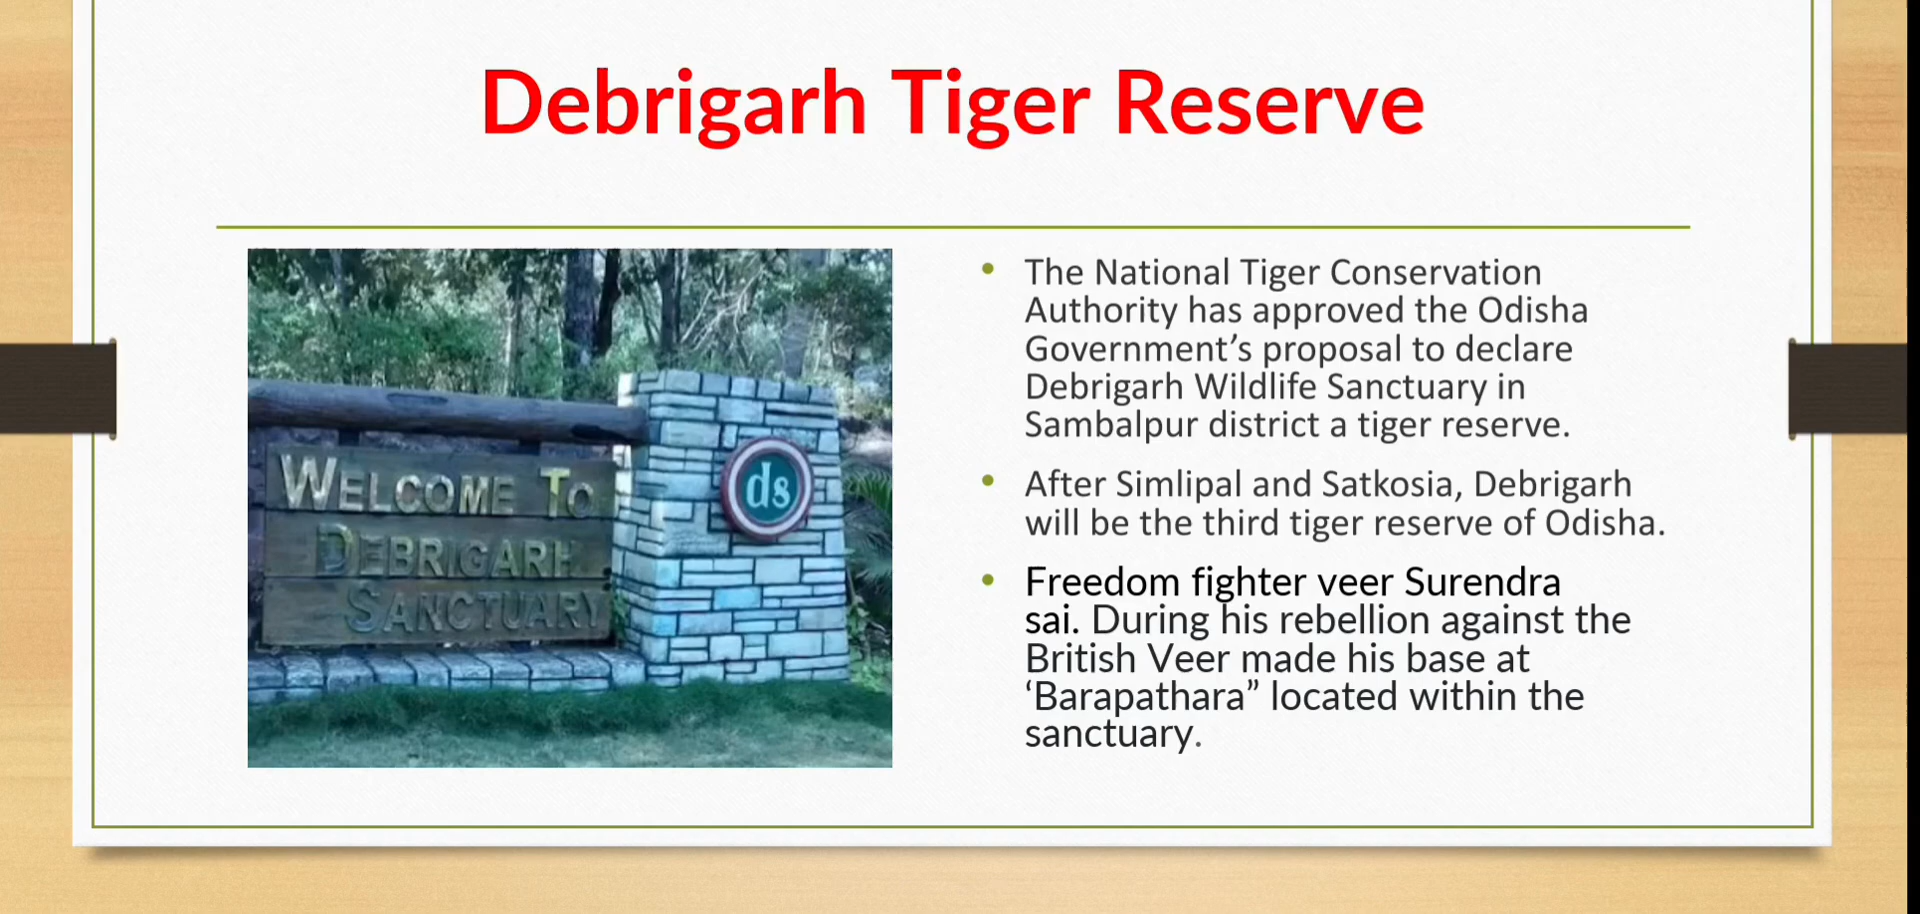 Debrigarh Tiger Reserve
WELCOME TO
DEBRIGARH
SANCTUARY
ds
• The National Tiger Conservation
Authority has approved the Odisha
Government’s proposal to declare
Debrigarh Wildlife Sanctuary in
Sambalpur district a tiger reserve.
• After Simlipal and Satkosia, Debrigarh
will be the third tiger reserve of Odisha.
• Freedom fighter veer Surendra
sai. During his rebellion against the
British Veer made his base at
‘Barapathara” located within the
sanctuary.